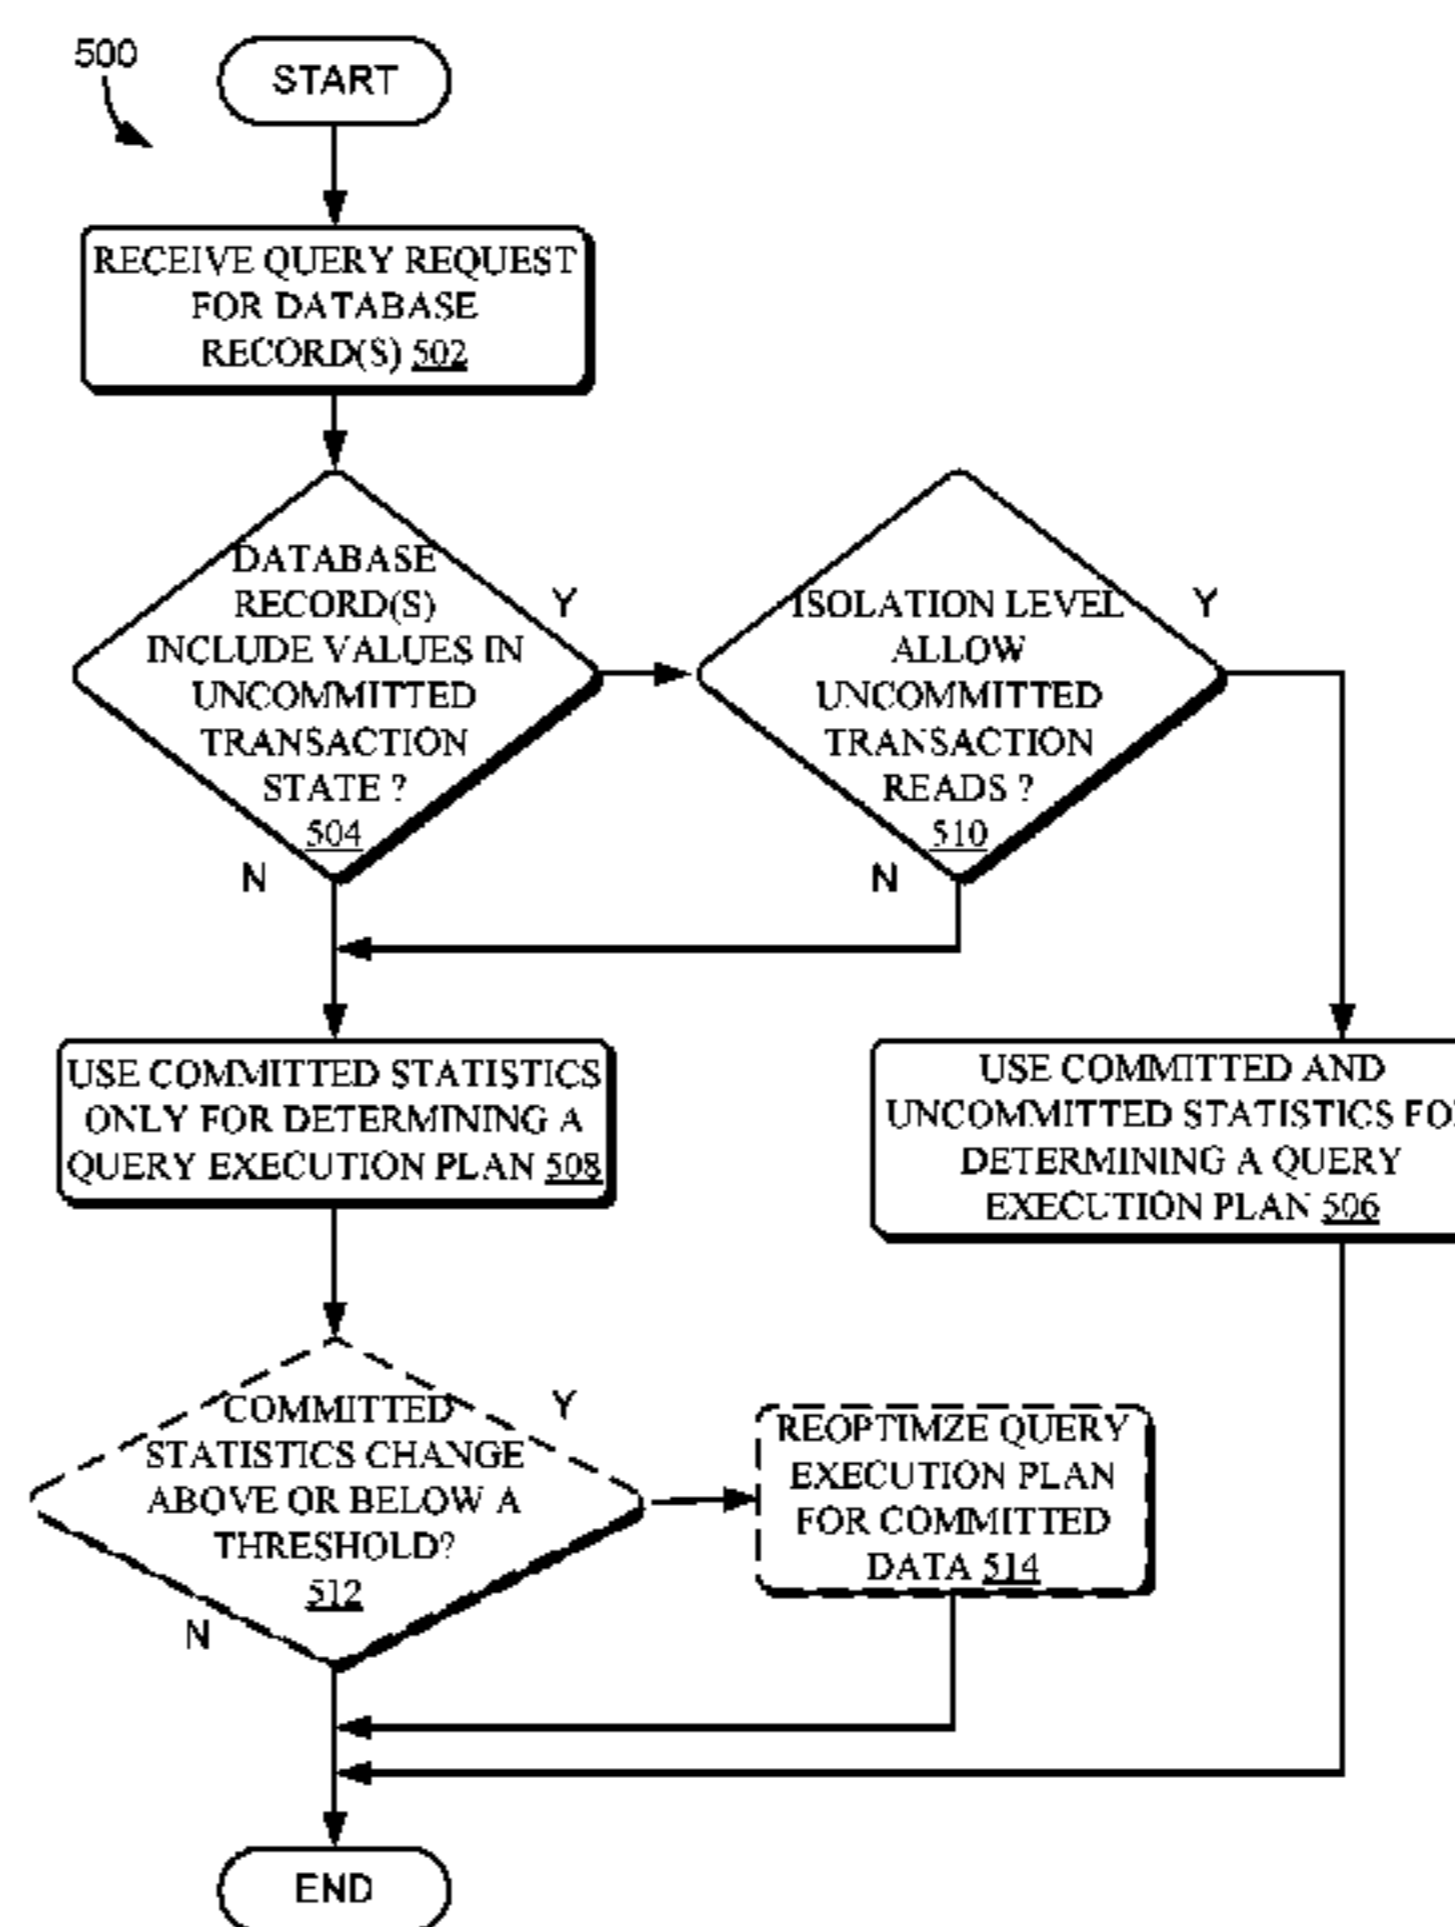 500
START
RECEIVE QUERY REQUEST
FOR DATABASE
RECORD(S) 502
DATABASE
RECORD(S)
INCLUDE VALUES IN
UNCOMMITTED
TRANSACTION
STATE ?
504
Y
N
ISOLATION LEVEL
ALLOW
UNCOMMITTED
TRANSACTION
READS ?
510
Y
N
USE COMMITTED STATISTICS
ONLY FOR DETERMINING A
QUERY EXECUTION PLAN 508
USE COMMITTED AND
UNCOMMITTED STATISTICS FO
DETERMINING A QUERY
EXECUTION PLAN 506
COMMITTED
STATISTICS CHANGE
ABOVE OR BELOW A
THRESHOLD?
512
Y
N
REOPTIMZE QUERY
EXECUTION PLAN
FOR COMMITTED
DATA 514
END